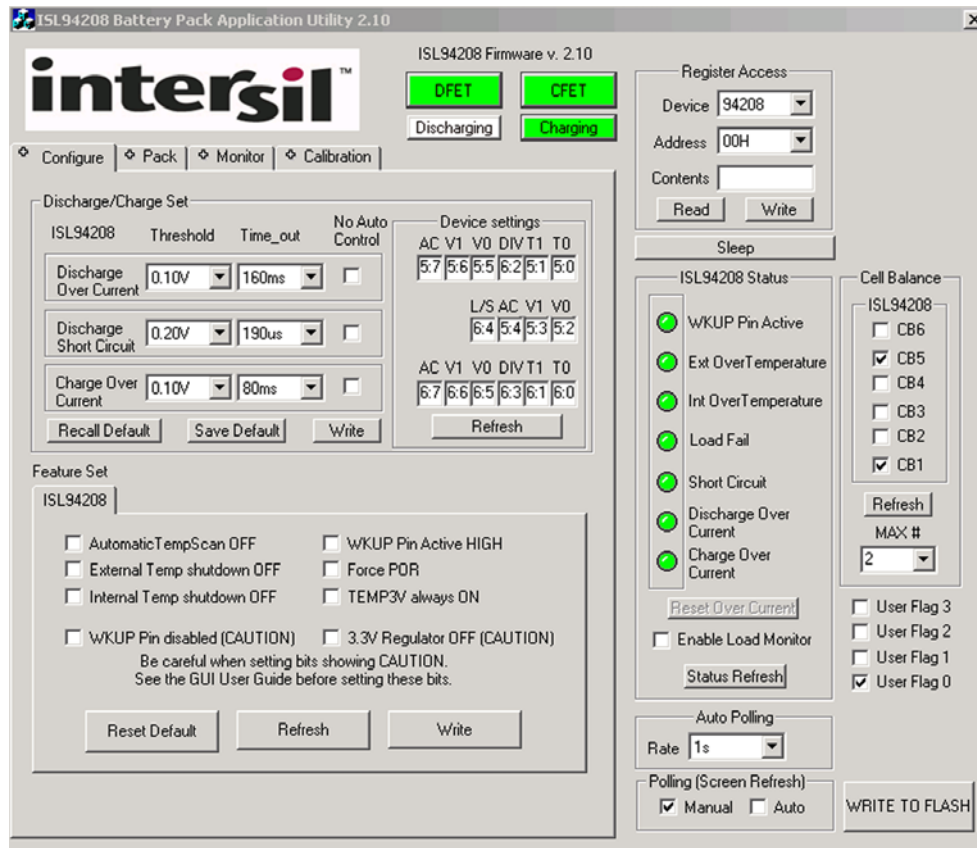 ISL94208 Battery Pack Application Utility 2.10
intersil™
ISL94208 Firmware v. 2.10
DFET CFET
Discharging Charging
Configure Pack Monitor Calibration
Discharge/Charge Set
ISL94208 Threshold Time_out No Auto Control
Discharge Over Current 0.10V 160ms
Discharge Short Circuit 0.20V 190us
Charge Over Current 0.10V 80ms
Recall Default Save Default Write
Device settings
AC V1 V0 DIV T1 T0
5:7 5:6 5:5 6:2 5:1 5:0
L/S AC V1 V0
6:4 5:4 5:3 5:2
AC V1 V0 DIV T1 T0
6:7 6:6 6:5 6:3 6:1 6:0
Refresh
Feature Set
ISL94208
AutomaticTempScan OFF WKUP Pin Active HIGH
External Temp shutdown OFF Force POR
Internal Temp shutdown OFF TEMP3V always ON
WKUP Pin disabled (CAUTION) 3.3V Regulator OFF (CAUTION)
Be careful when setting bits showing CAUTION.
See the GUI User Guide before setting these bits.
Reset Default Refresh Write
Register Access
Device 94208
Address 00H
Contents
Read Write
Sleep
ISL94208 Status
WKUP Pin Active
Ext OverTemperature
Int OverTemperature
Load Fail
Short Circuit
Discharge Over Current
Charge Over Current
Reset Over Current
Enable Load Monitor
Status Refresh
Cell Balance
ISL94208
CB6
CB5
CB4
CB3
CB2
CB1
Refresh
MAX #
2
User Flag 3
User Flag 2
User Flag 1
User Flag 0
Auto Polling
Rate 1s
Polling (Screen Refresh)
Manual Auto
WRITE TO FLASH